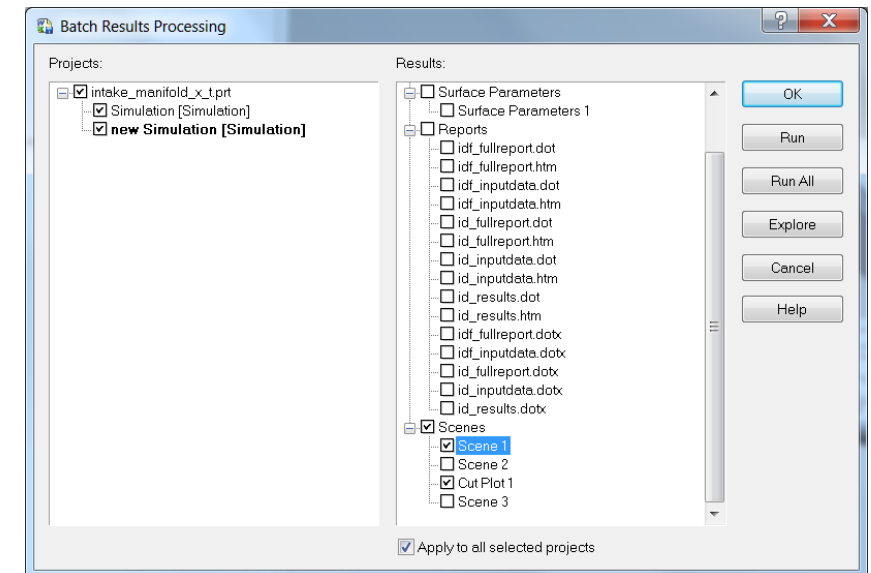 Batch Results Processing
Projects:
intake_manifold_x_t.prt
Simulation [Simulation]
new Simulation [Simulation]
Results:
Surface Parameters
Surface Parameters 1
Reports
idf_fullreport.dot
idf_fullreport.htm
idf_inputdata.dot
idf_inputdata.htm
id_fullreport.dot
id_fullreport.htm
id_inputdata.dot
id_inputdata.htm
id_results.dot
id_results.htm
idf_fullreport.dotx
idf_inputdata.dotx
id_fullreport.dotx
id_inputdata.dotx
id_results.dotx
Scenes
Scene 1
Scene 2
Cut Plot 1
Scene 3
Apply to all selected projects
OK
Run
Run All
Explore
Cancel
Help